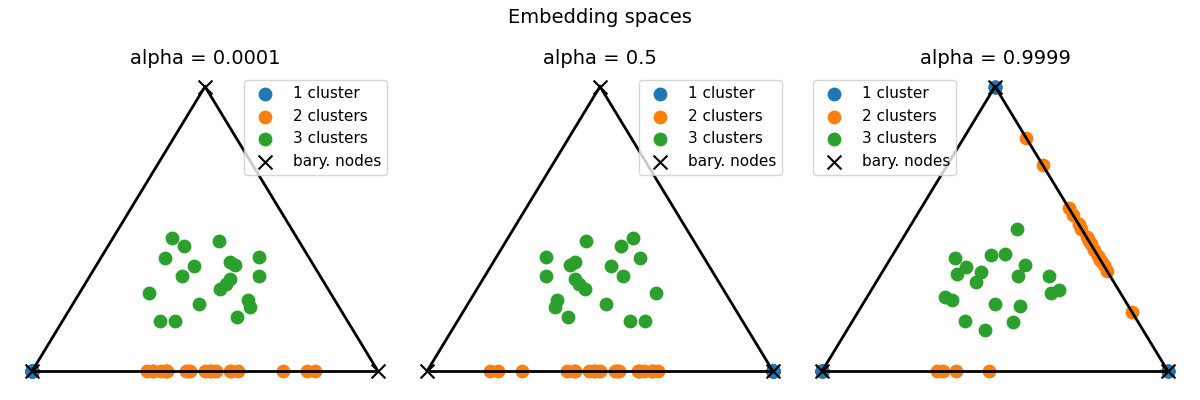 Embedding spaces
alpha = 0.0001
1 cluster
2 clusters
3 clusters
bary. nodes
alpha = 0.5
1 cluster
2 clusters
3 clusters
bary. nodes
alpha = 0.9999
1 cluster
2 clusters
3 clusters
bary. nodes